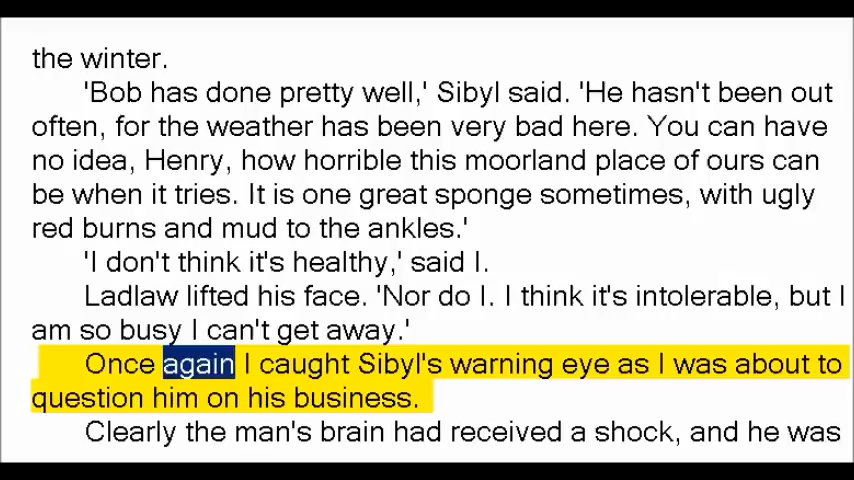 the winter.
'Bob has done pretty well,' Sibyl said. 'He hasn't been out
often, for the weather has been very bad here. You can have
no idea, Henry, how horrible this moorland place of ours can
be when it tries. It is one great sponge sometimes, with ugly
red burns and mud to the ankles.'
'I don't think it's healthy,' said I.
Ladlaw lifted his face. 'Nor do I. I think it's intolerable, but I
am so busy I can't get away.'
Once again I caught Sibyl's warning eye as I was about to
question him on his business.
Clearly the man's brain had received a shock, and he was